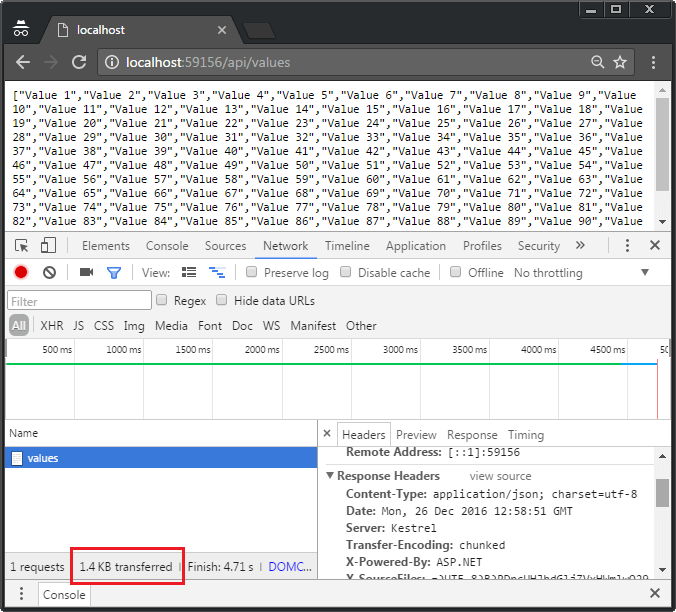 localhost
localhost:59156/api/values
["Value 1","Value 2","Value 3","Value 4","Value 5","Value 6","Value 7","Value 8","Value 9","Value
10","Value 11","Value 12","Value 13","Value 14","Value 15","Value 16","Value 17","Value 18","Value
19","Value 20","Value 21","Value 22","Value 23","Value 24","Value 25","Value 26","Value 27","Value
28","Value 29","Value 30","Value 31","Value 32","Value 33","Value 34","Value 35","Value 36","Value
37","Value 38","Value 39","Value 40","Value 41","Value 42","Value 43","Value 44","Value 45","Value
46","Value 47","Value 48","Value 49","Value 50","Value 51","Value 52","Value 53","Value 54","Value
55","Value 56","Value 57","Value 58","Value 59","Value 60","Value 61","Value 62","Value 63","Value
64","Value 65","Value 66","Value 67","Value 68","Value 69","Value 70","Value 71","Value 72","Value
73","Value 74","Value 75","Value 76","Value 77","Value 78","Value 79","Value 80","Value 81","Value
82","Value 83","Value 84","Value 85","Value 86","Value 87","Value 88","Value 89","Value 90","Value
Elements Console Sources Network Timeline Application Profiles Security »
View: Preserve log Disable cache Offline No throttling
Filter Regex Hide data URLs
All XHR JS CSS Img Media Font Doc WS Manifest Other
500 ms 1000 ms 1500 ms 2000 ms 2500 ms 3000 ms 3500 ms 4000 ms 4500 ms
Name
values
1 requests | 1.4 KB transferred | Finish: 4.71 s | DOMC...
× Headers Preview Response Timing
Remote Address: [::1]:59156
Response Headers view source
Content-Type: application/json; charset=utf-8
Date: Mon, 26 Dec 2016 12:58:51 GMT
Server: Kestrel
Transfer-Encoding: chunked
X-Powered-By: ASP.NET
Console